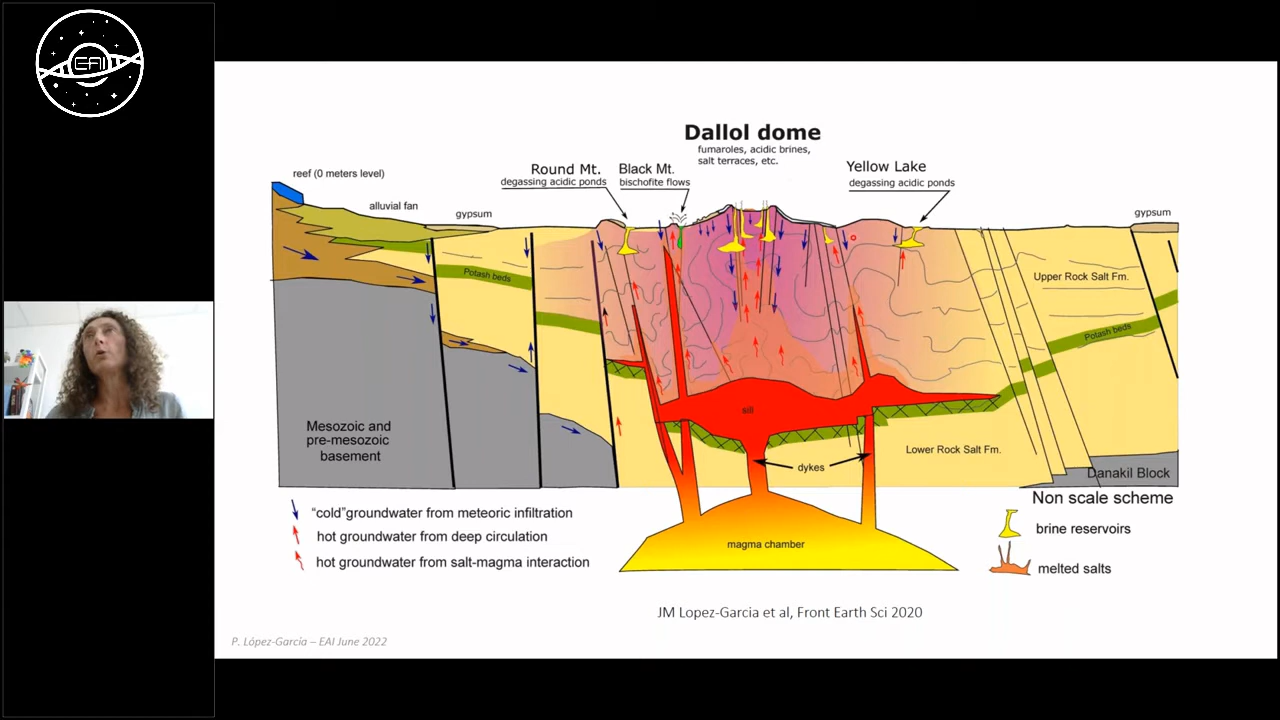 EAI
Dallol dome
fumaroles, acidic brines,
salt terraces, etc.
Round Mt.
degassing acidic ponds
Black Mt.
bischofite flows
Yellow Lake
degassing acidic ponds
reef (0 meters level)
alluvial fan
gypsum
gypsum
Potash beds
Upper Rock Salt Fm.
Potash beds
sill
Mesozoic and
pre-mesozoic
basement
Lower Rock Salt Fm.
dykes
Danakil Block
Non scale scheme
"cold"groundwater from meteoric infiltration
hot groundwater from deep circulation
hot groundwater from salt-magma interaction
magma chamber
brine reservoirs
melted salts
JM Lopez-Garcia et al, Front Earth Sci 2020
P. López-García – EAI June 2022